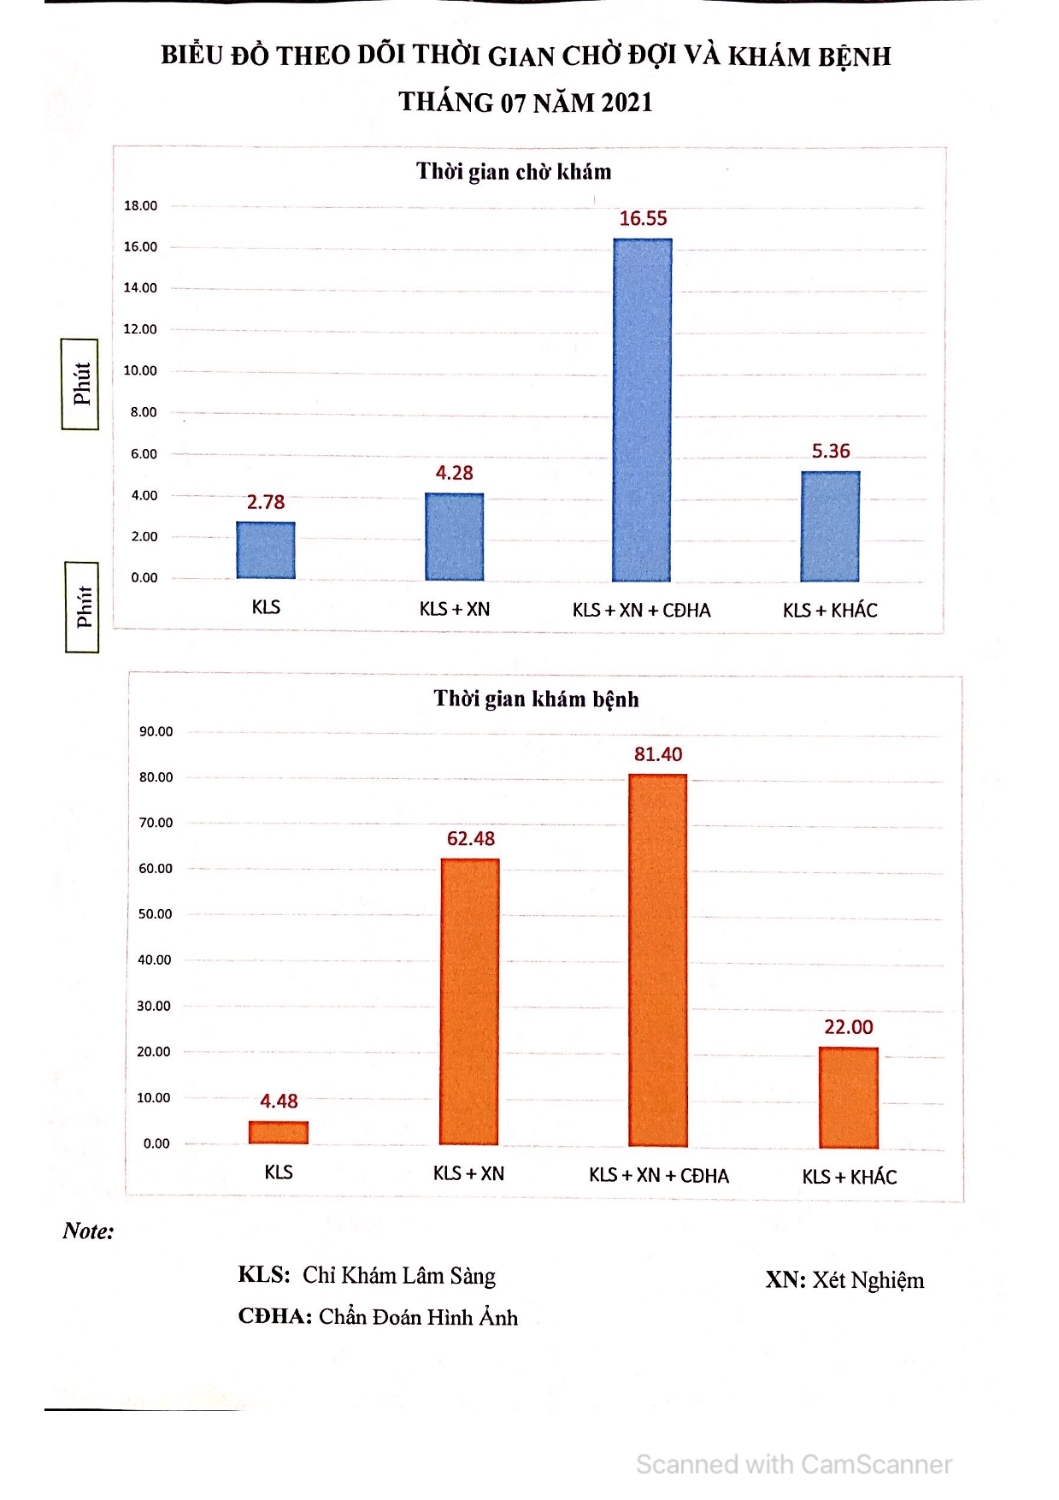 BIỂU ĐỒ THEO DÕI THỜI GIAN CHỜ ĐỢI VÀ KHÁM BỆNH
THÁNG 07 NĂM 2021
Thời gian chờ khám
18.00
16.00
14.00
12.00
10.00
8.00
6.00
4.00
2.00
0.00
Phút
2.78
4.28
16.55
5.36
KLS
KLS + XN
KLS + XN + CĐHA
KLS + KHÁC
Phút
Thời gian khám bệnh
90.00
80.00
70.00
60.00
50.00
40.00
30.00
20.00
10.00
0.00
4.48
62.48
81.40
22.00
KLS
KLS + XN
KLS + XN + CĐHA
KLS + KHÁC
Note:
KLS: Chỉ Khám Lâm Sàng
XN: Xét Nghiệm
CĐHA: Chẩn Đoán Hình Ảnh
Scanned with CamScanner